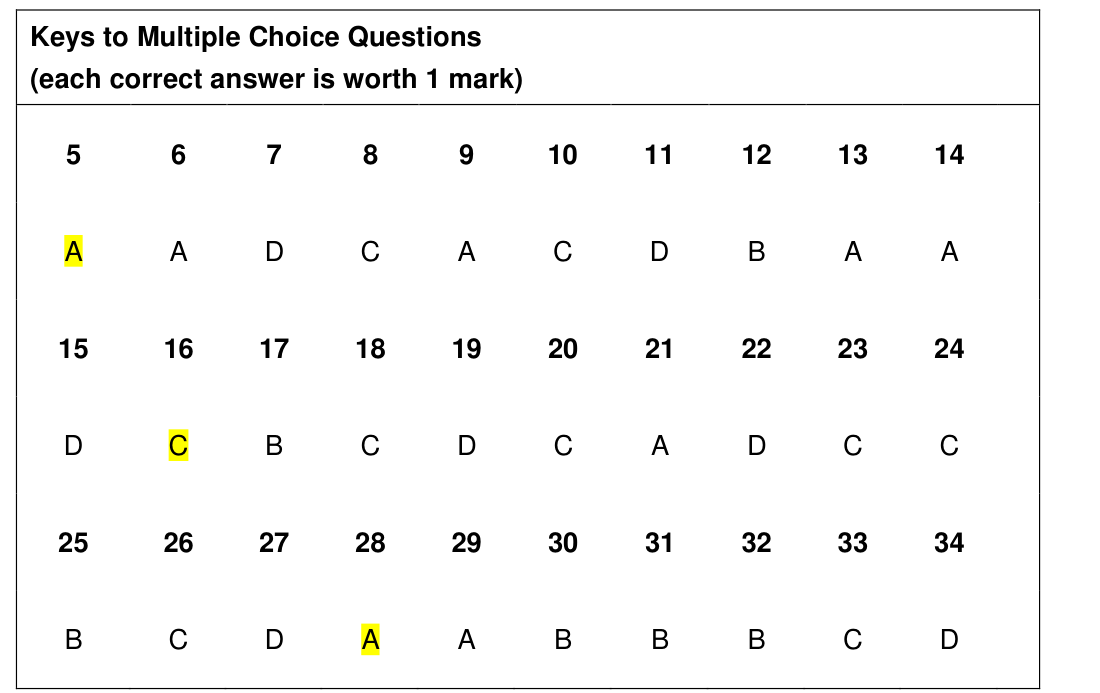 Keys to Multiple Choice Questions
(each correct answer is worth 1 mark)
5 6 7 8 9 10 11 12 13 14
A A D C A C D B A A
15 16 17 18 19 20 21 22 23 24
D C B C D C A D C C
25 26 27 28 29 30 31 32 33 34
B C D A A B B B C D